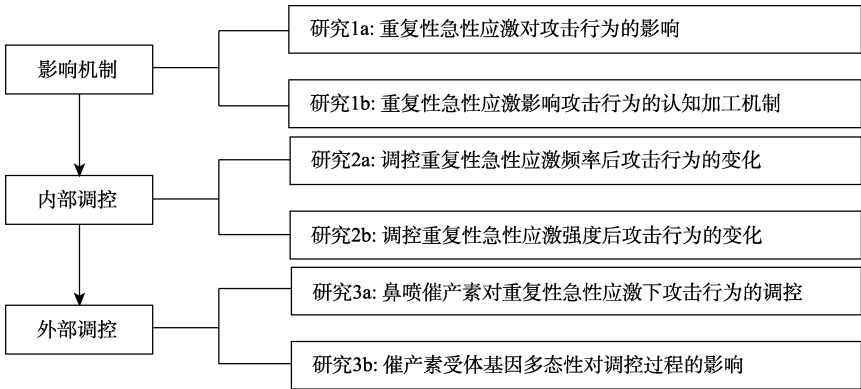 研究1a: 重复性急性应激对攻击行为的影响
影响机制
研究1b: 重复性急性应激影响攻击行为的认知加工机制
研究2a: 调控重复性急性应激频率后攻击行为的变化
内部调控
研究2b: 调控重复性急性应激强度后攻击行为的变化
研究3a: 鼻喷催产素对重复性急性应激下攻击行为的调控
外部调控
研究3b: 催产素受体基因多态性对调控过程的影响